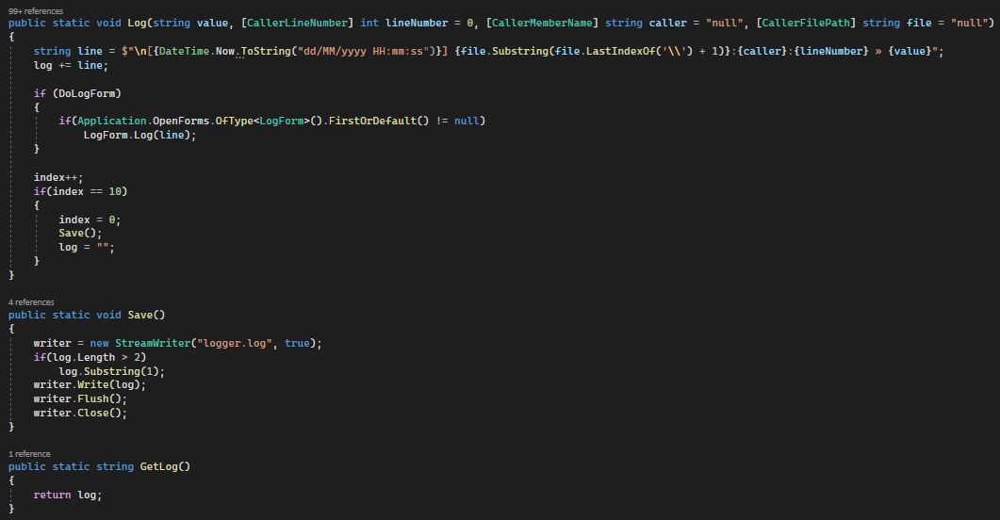 99+ references
public static void Log(string value, [CallerLineNumber] int lineNumber = 0, [CallerMemberName] string caller = "null", [CallerFilePath] string file = "null")
{
string line = $"\n[{DateTime.Now.ToString("dd/MM/yyyy HH:mm:ss")}] {file.Substring(file.LastIndexOf('\\') + 1)}:{caller}:{lineNumber} » {value}";
log += line;
if (DoLogForm)
{
if(Application.OpenForms.OfType<LogForm>().FirstOrDefault() != null)
LogForm.Log(line);
}
index++;
if(index == 10)
{
index = 0;
Save();
log = "";
}
}
4 references
public static void Save()
{
writer = new StreamWriter("logger.log", true);
if(log.Length > 2)
log.Substring(1);
writer.Write(log);
writer.Flush();
writer.Close();
}
1 reference
public static string GetLog()
{
return log;
}